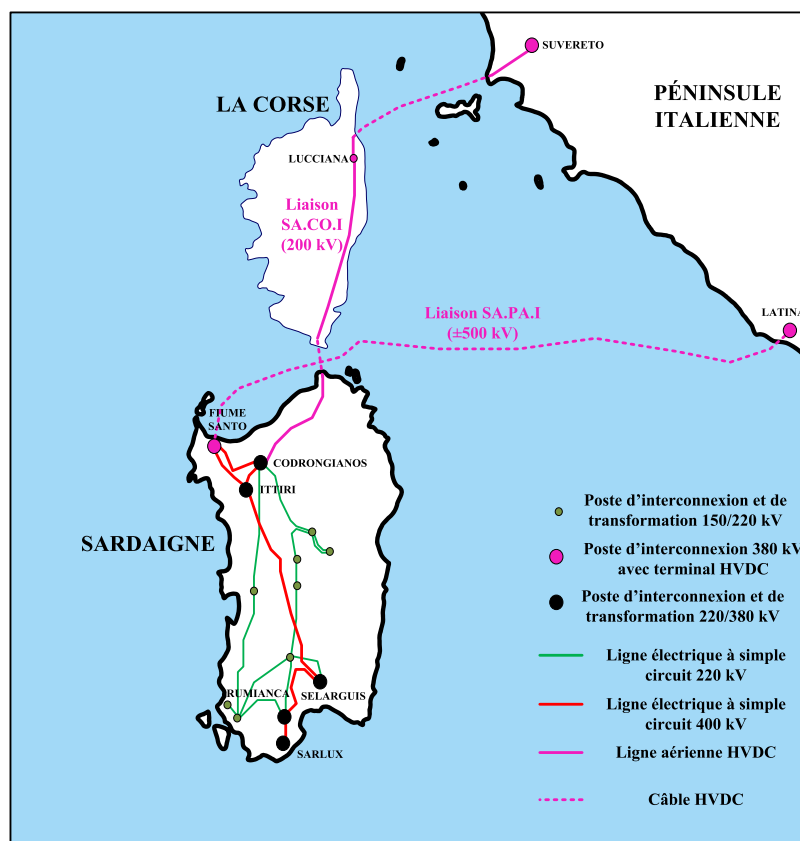 SUVERETO
LA CORSE
PÉNINSULE
ITALIENNE
LUCCIANA
Liaison
SA.CO.I
(200 kV)
Liaison SA.PA.I
(±500 kV)
LATINA
FIUME
SANTO
CODRONGIANOS
ITTIRI
SARDAIGNE
RUMIANCA
SELARGUIS
SARLUX
Poste d'interconnexion et de
transformation 150/220 kV
Poste d'interconnexion 380 kV
avec terminal HVDC
Poste d'interconnexion et de
transformation 220/380 kV
Ligne électrique à simple
circuit 220 kV
Ligne électrique à simple
circuit 400 kV
Ligne aérienne HVDC
Câble HVDC